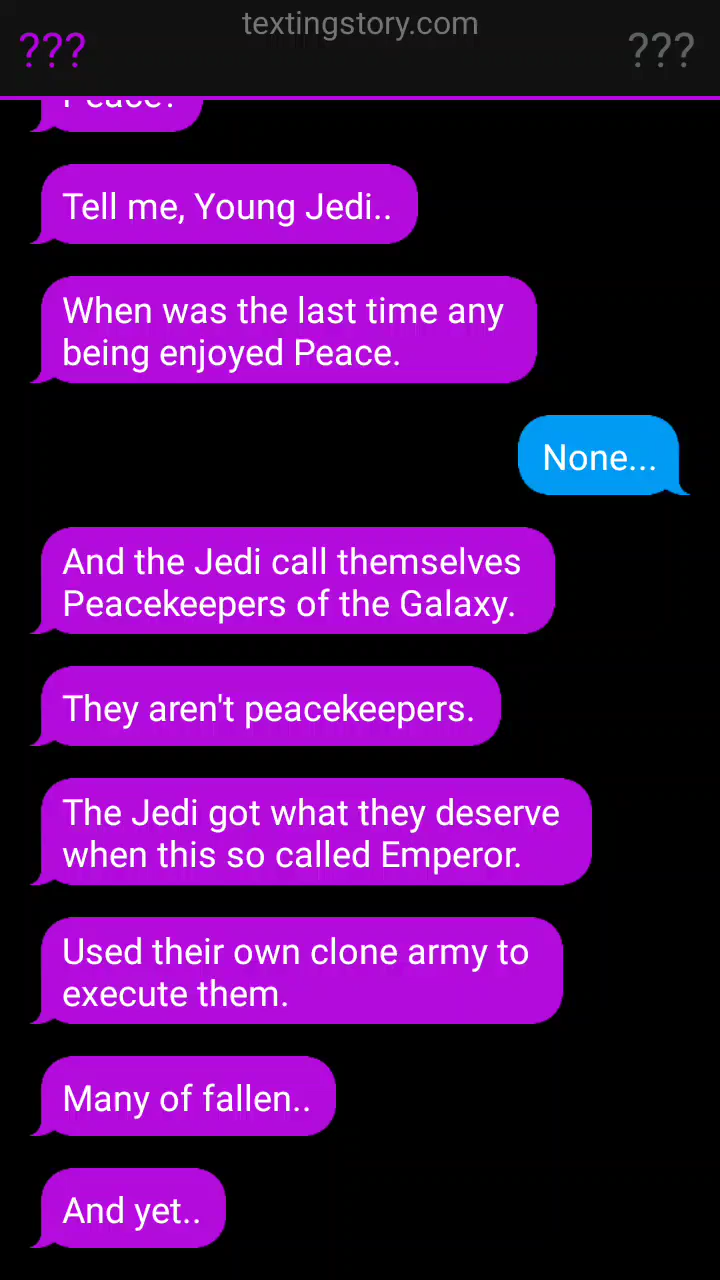 textingstory.com
???
???
Peace?
Tell me, Young Jedi..
When was the last time any
being enjoyed Peace.
None...
And the Jedi call themselves
Peacekeepers of the Galaxy.
They aren't peacekeepers.
The Jedi got what they deserve
when this so called Emperor.
Used their own clone army to
execute them.
Many of fallen..
And yet..